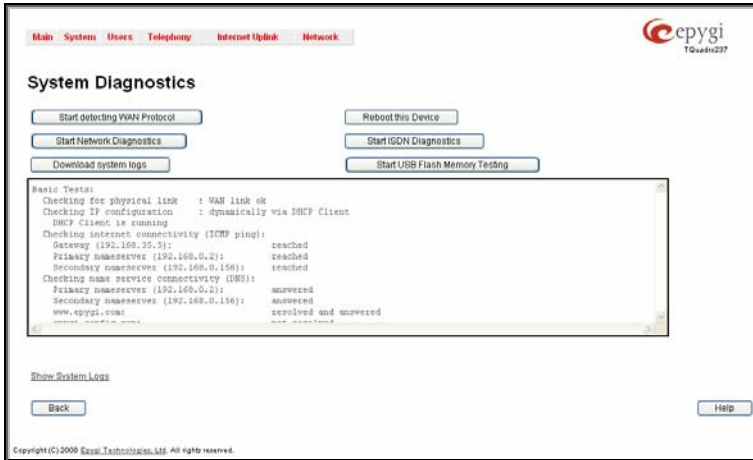 Main System Users Telephony Internet Uplink Network
epygi
TQuadro237
System Diagnostics
Start detecting WAN Protocol
Reboot this Device
Start Network Diagnostics
Start ISDN Diagnostics
Download system logs
Start USB Flash Memory Testing
Basic Tests:
Checking for physical link : WAN link ok
Checking IP configuration : dynamically via DHCP Client
DHCP Client is running
Checking internet connectivity (ICMP ping):
Gateway (192.168.35.5): reached
Primary nameserver (192.168.0.2): reached
Secondary nameserver (192.168.0.156): reached
Checking name service connectivity (DNS):
Primary nameserver (192.168.0.2): answered
Secondary nameserver (192.168.0.156): answered
www.epygi.com: resolved and answered
Show System Logs
Back
Help
Copyright (C) 2008 Epygi Technologies, Ltd. All rights reserved.